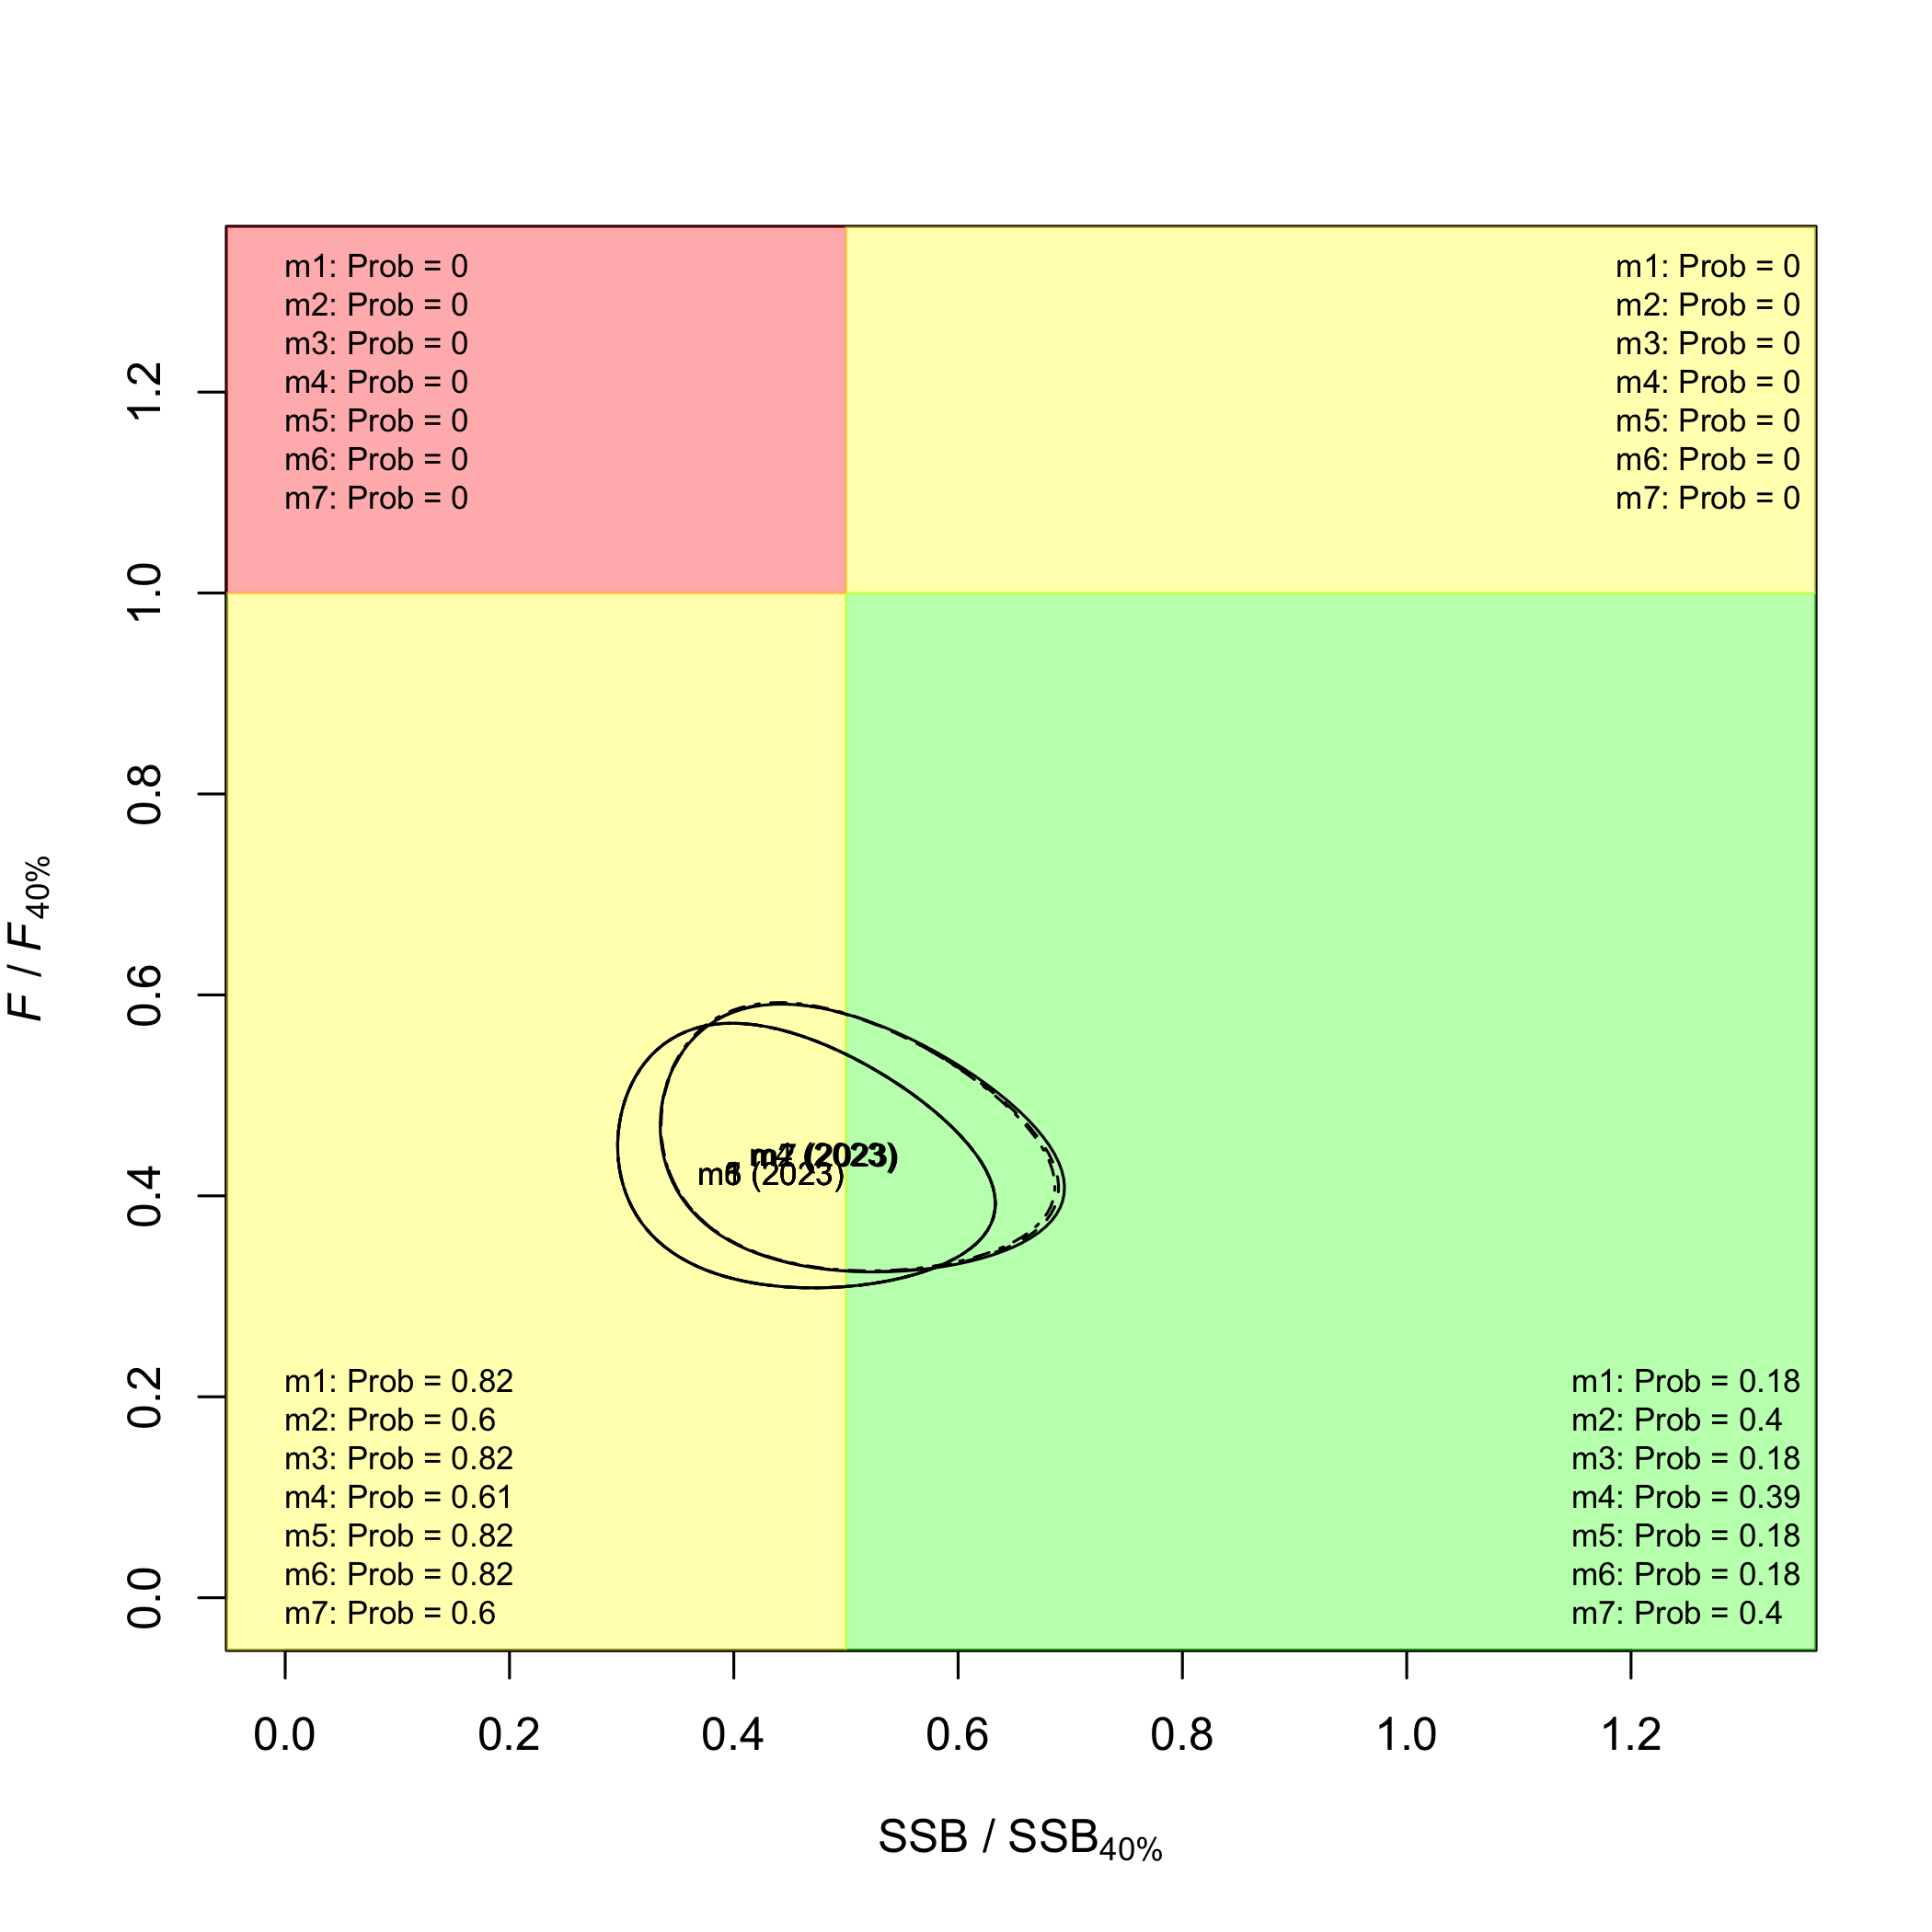 m1: Prob = 0
m2: Prob = 0
m3: Prob = 0
m4: Prob = 0
m5: Prob = 0
m6: Prob = 0
m7: Prob = 0
m1: Prob = 0
m2: Prob = 0
m3: Prob = 0
m4: Prob = 0
m5: Prob = 0
m6: Prob = 0
m7: Prob = 0
1.2
1.0
0.8
0.6
0.4
0.2
0.0
F / F40%
(2023)
(2023)
m1: Prob = 0.82
m2: Prob = 0.6
m3: Prob = 0.82
m4: Prob = 0.61
m5: Prob = 0.82
m6: Prob = 0.82
m7: Prob = 0.6
m1: Prob = 0.18
m2: Prob = 0.4
m3: Prob = 0.18
m4: Prob = 0.39
m5: Prob = 0.18
m6: Prob = 0.18
m7: Prob = 0.4
0.0
0.2
0.4
0.6
0.8
1.0
1.2
SSB / SSB40%